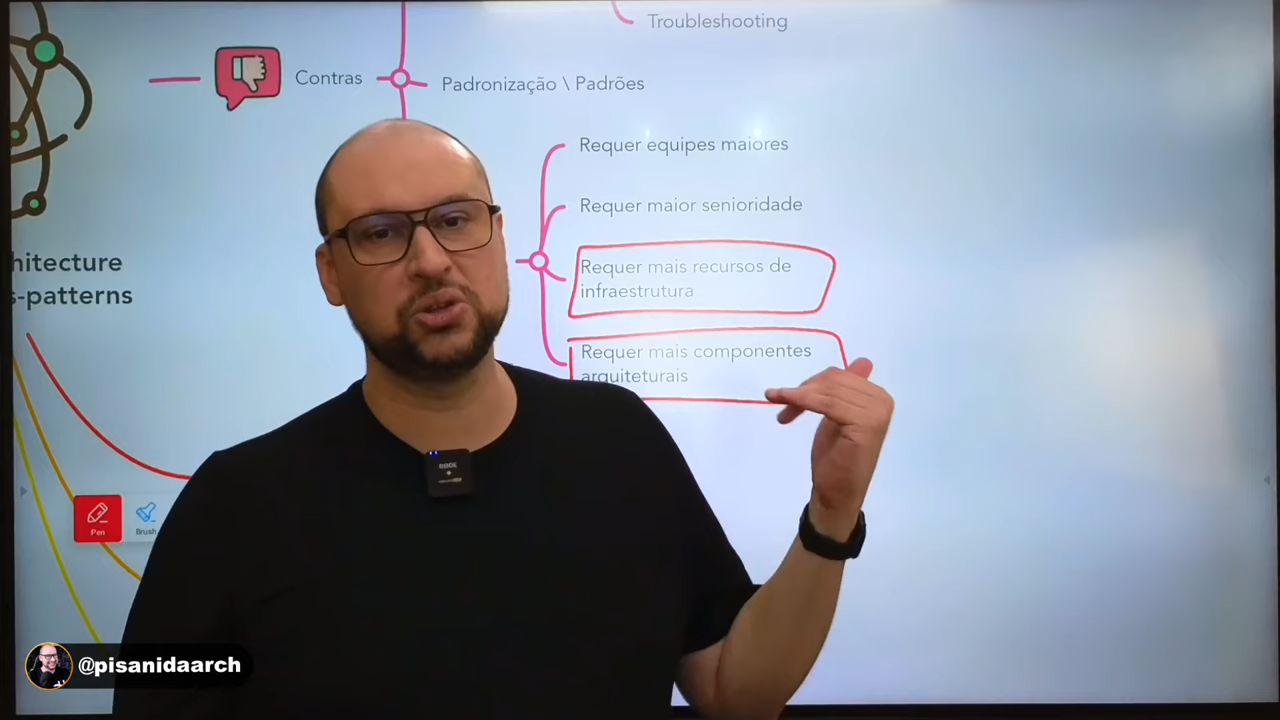 Troubleshooting
Contras
Padronização \ Padrões
Requer equipes maiores
Requer maior senioridade
hitecture
s-patterns
Requer mais recursos de
infraestrutura
Requer mais componentes
arquiteturais
RØDE
Pen
Brush
@pisanidaarch